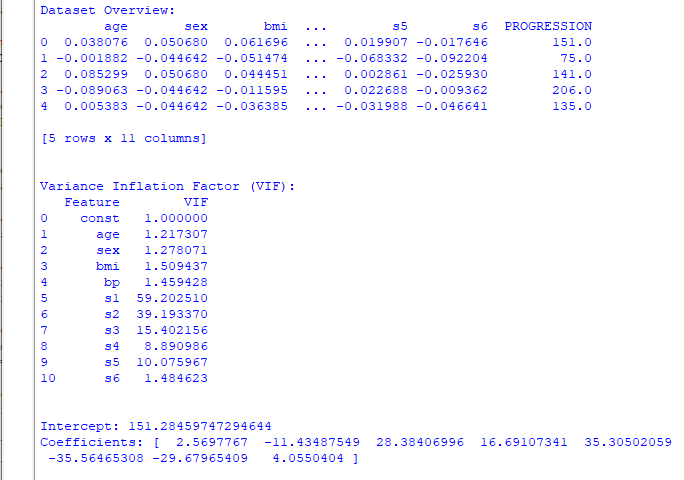 Dataset Overview:
age sex bmi ... s5 s6 PROGRESSION
0 0.038076 0.050680 0.061696 ... 0.019907 -0.017646 151.0
1 -0.001882 -0.044642 -0.051474 ... -0.068332 -0.092204 75.0
2 0.085299 0.050680 0.044451 ... 0.002861 -0.025930 141.0
3 -0.089063 -0.044642 -0.011595 ... 0.022688 -0.009362 206.0
4 0.005383 -0.044642 -0.036385 ... -0.031988 -0.046641 135.0
[5 rows x 11 columns]
Variance Inflation Factor (VIF):
Feature VIF
0 const 1.000000
1 age 1.217307
2 sex 1.278071
3 bmi 1.509437
4 bp 1.459428
5 s1 59.202510
6 s2 39.193370
7 s3 15.402156
8 s4 8.890986
9 s5 10.075967
10 s6 1.484623
Intercept: 151.28459747294644
Coefficients: [ 2.5697767 -11.43487549 28.38406996 16.69107341 35.30502059
-35.56465308 -29.67965409 4.0550404 ]